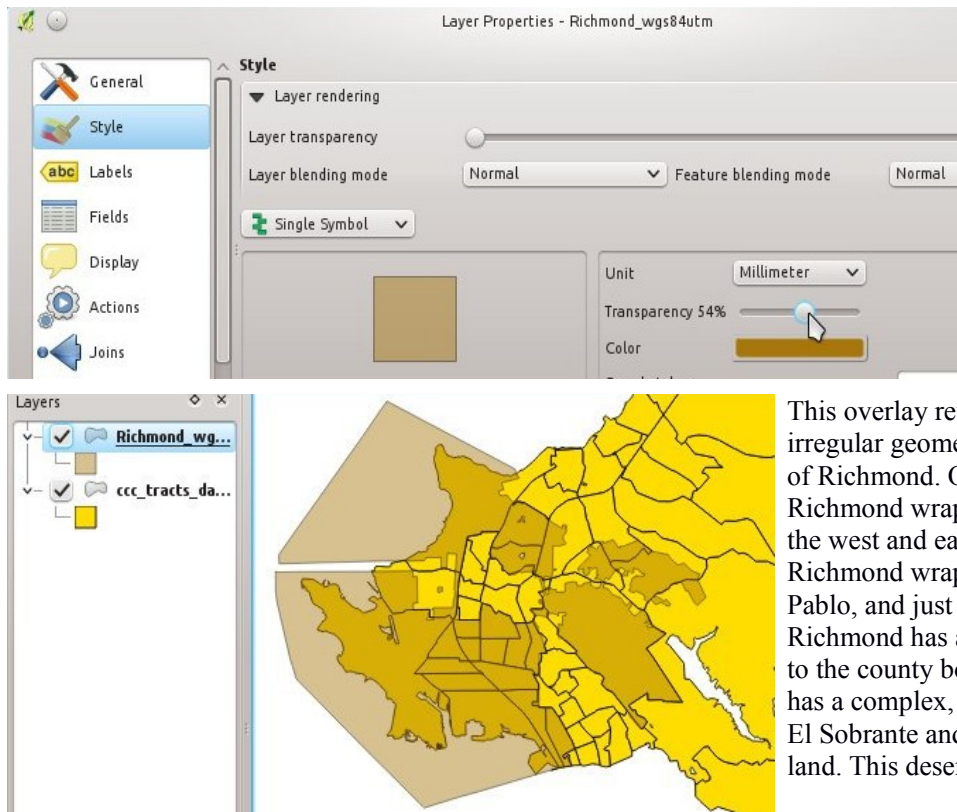 Layer Properties - Richmond_wgs84utm
General
Style
abc Labels
Fields
Display
Actions
Joins
Style
Layer rendering
Layer transparency
Layer blending mode Normal Feature blending mode Normal
Single Symbol
Unit Millimeter
Transparency 54%
Color
Layers
Richmond_wg...
ccc_tracts_da...
This overlay re
irregular geome
of Richmond. O
Richmond wrap
the west and ea
Richmond wrap
Pablo, and just
Richmond has a
to the county bo
has a complex,
El Sobrante and
land. This deser